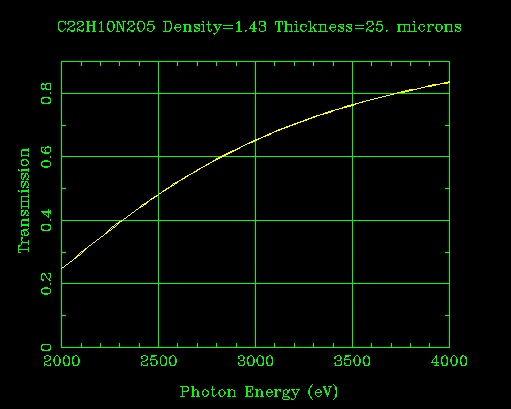 C22H10N2O5 Density=1.43 Thickness=25. microns
0.8
0.6
0.4
0.2
0
Transmission
2000 2500 3000 3500 4000
Photon Energy (eV)